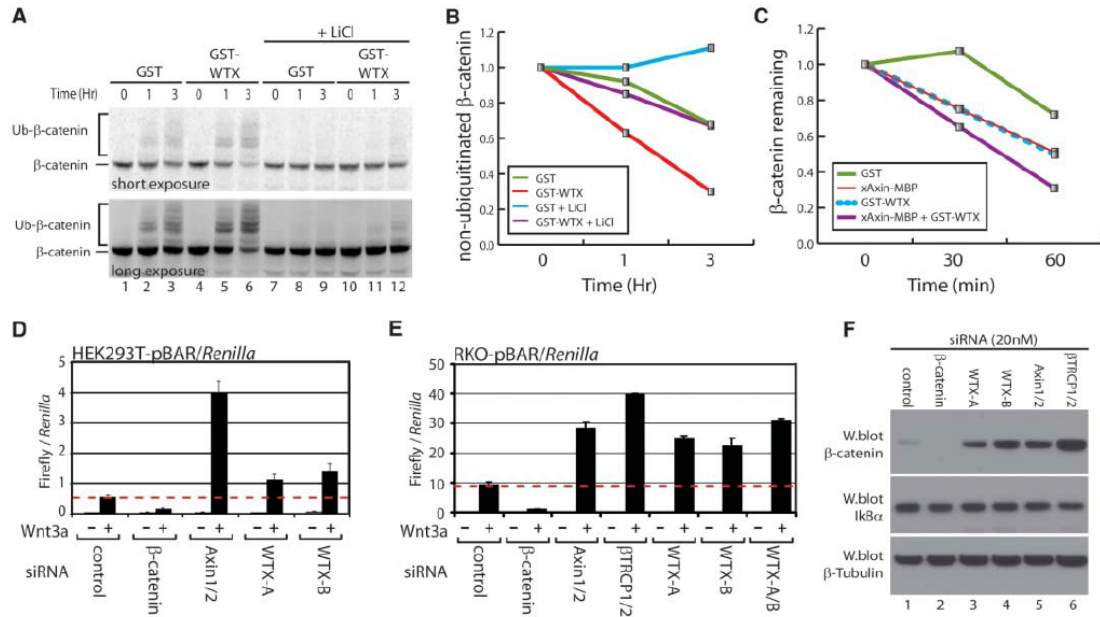 A
+ LiCl
GST
GST-
WTX
GST
GST-
WTX
Time (Hr) 0 1 3 0 1 3 0 1 3 0 1 3
Ub-β-catenin
β-catenin
short exposure
Ub-β-catenin
β-catenin
long exposure
1 2 3 4 5 6 7 8 9 10 11 12
B
non-ubiquitinated β-catenin
1.2
1.0
0.8
0.6
0.4
0.2
0.0
GST
GST-WTX
GST + LiCl
GST-WTX + LiCl
0 1 3
Time (Hr)
C
β-catenin remaining
1.2
1.0
0.8
0.6
0.4
0.2
0.0
GST
xAxin-MBP
GST-WTX
xAxin-MBP + GST-WTX
0 30 60
Time (min)
D
HEK293T-pBAR/Renilla
Firefly / Renilla
5
4
3
2
1
0
Wnt3a - + - + - + - + - +
siRNA
control
β-catenin
Axin1/2
WTX-A
WTX-B
E
RKO-pBAR/Renilla
Firefly / Renilla
50
40
30
20
10
0
Wnt3a - + - + - + - + - + - + - +
siRNA
control
β-catenin
Axin1/2
βTRCP1/2
WTX-A
WTX-B
WTX-A/B
F
siRNA (20nM)
control
β-catenin
WTX-A
WTX-B
Axin1/2
βTRCP1/2
W.blot
β-catenin
W.blot
IkBα
W.blot
β-Tubulin
1 2 3 4 5 6